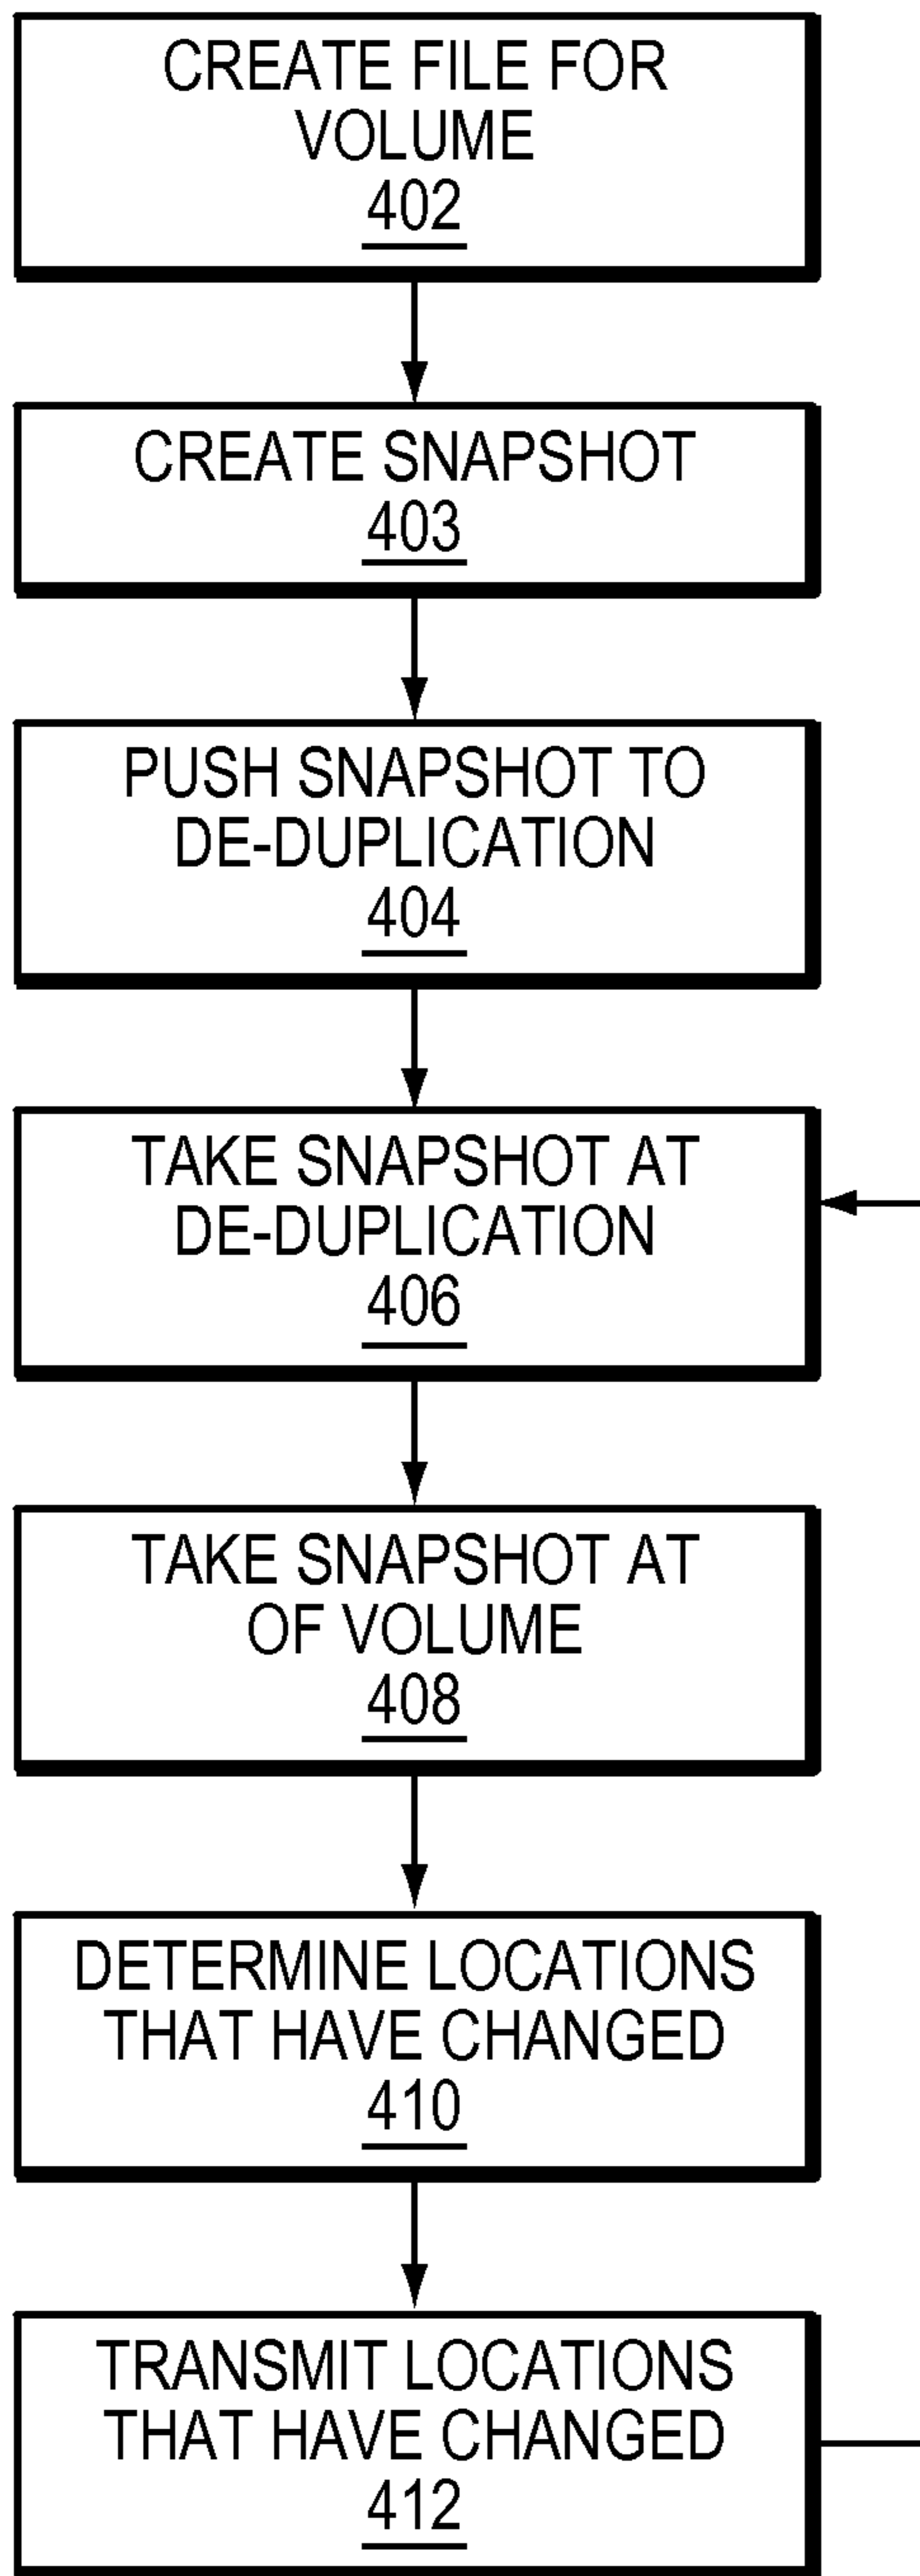 CREATE FILE FOR
VOLUME
402
CREATE SNAPSHOT
403
PUSH SNAPSHOT TO
DE-DUPLICATION
404
TAKE SNAPSHOT AT
DE-DUPLICATION
406
TAKE SNAPSHOT AT
OF VOLUME
408
DETERMINE LOCATIONS
THAT HAVE CHANGED
410
TRANSMIT LOCATIONS
THAT HAVE CHANGED
412